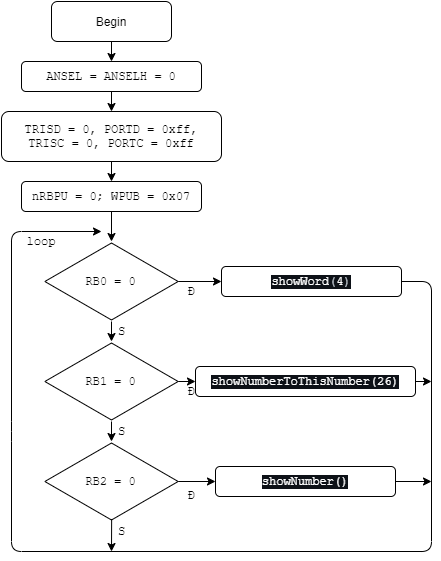 Begin
ANSEL = ANSELH = 0
TRISD = 0, PORTD = 0xff,
TRISC = 0, PORTC = 0xff
nRBPU = 0; WPUB = 0x07
loop
RB0 = 0
showWord(4)
Đ
S
RB1 = 0
showNumberToThisNumber(26)
Đ
S
RB2 = 0
showNumber()
Đ
S